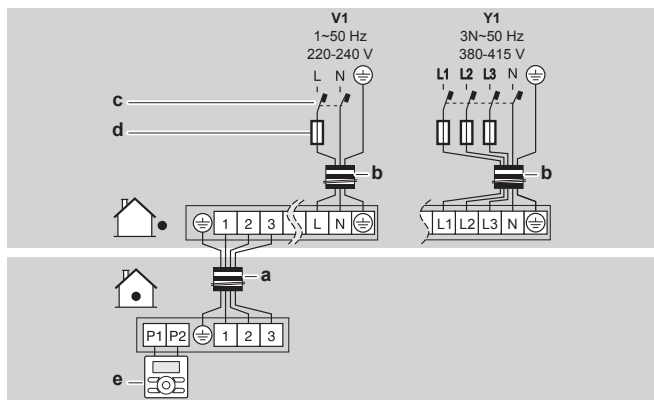 V1 Y1
1~50 Hz 3N~50 Hz
220-240 V 380-415 V
L N L1 L2 L3 N
c
d
b b
1 2 3 L N L1 L2 L3 N
a
P1 P2 1 2 3
e